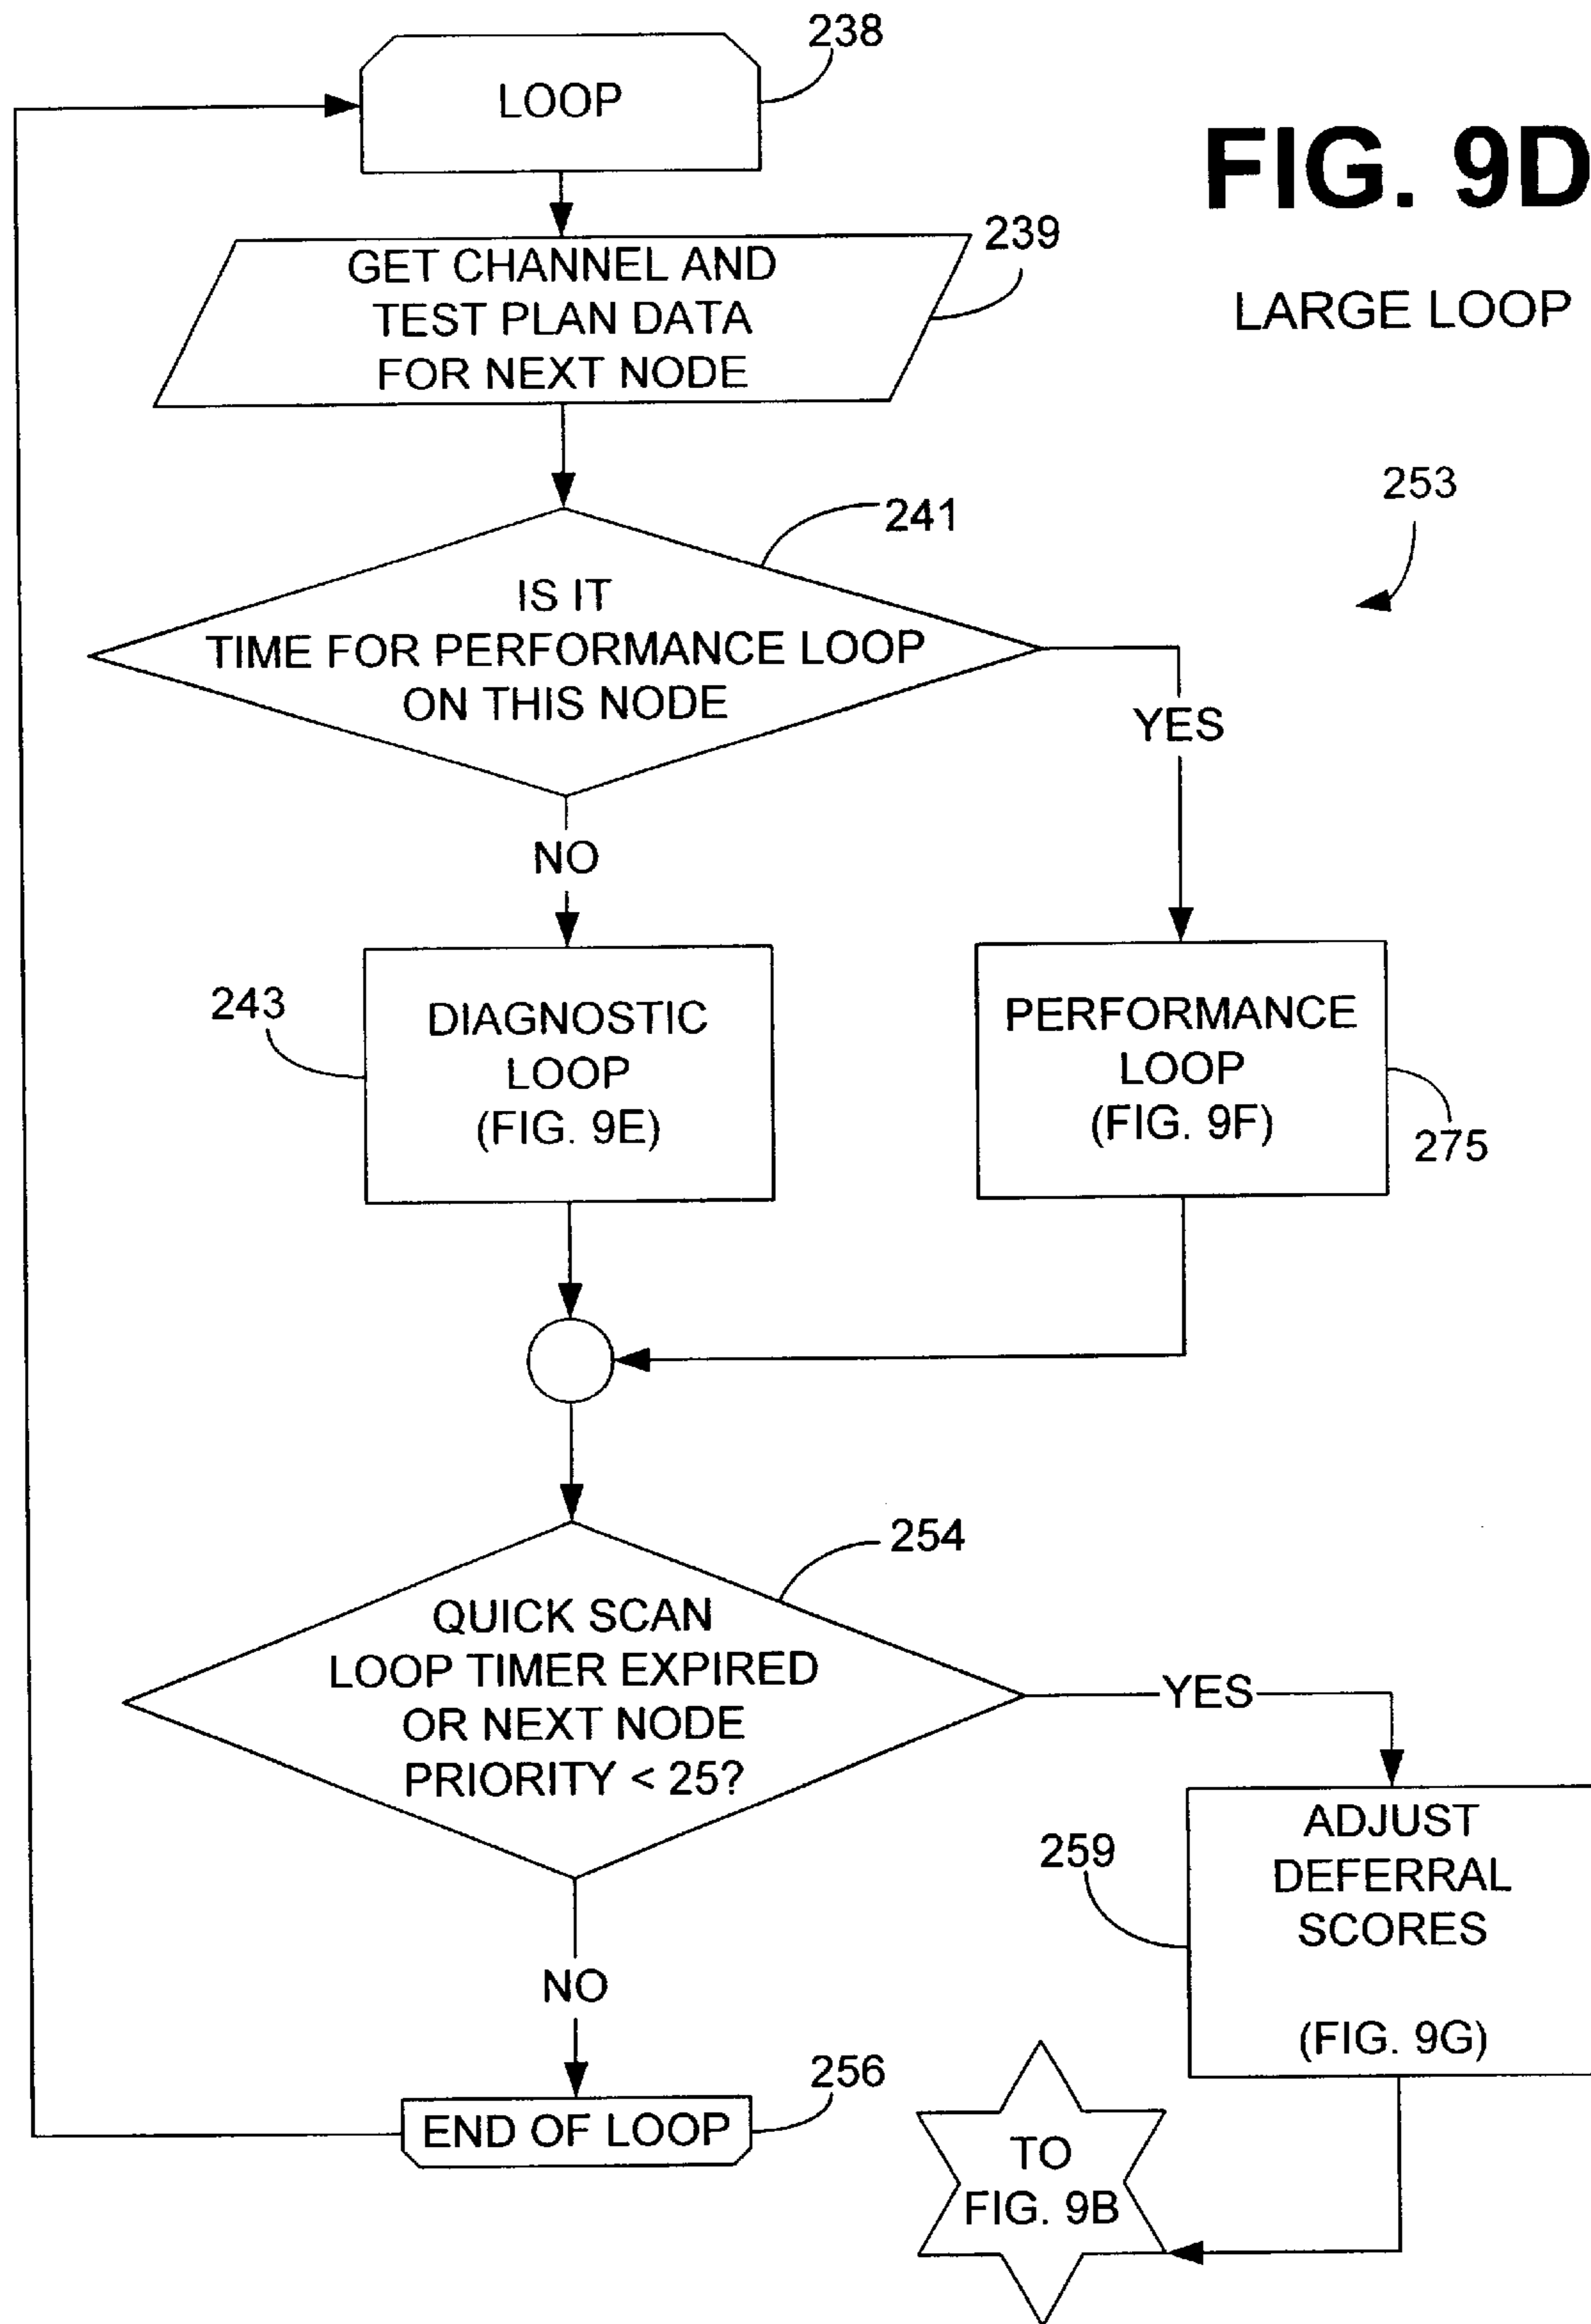 238
LOOP
FIG. 9D
239
GET CHANNEL AND
TEST PLAN DATA
FOR NEXT NODE
LARGE LOOP
253
241
IS IT
TIME FOR PERFORMANCE LOOP
ON THIS NODE
YES
NO
243
DIAGNOSTIC
LOOP
(FIG. 9E)
PERFORMANCE
LOOP
(FIG. 9F)
275
254
QUICK SCAN
LOOP TIMER EXPIRED
OR NEXT NODE
PRIORITY < 25?
YES
259
ADJUST
DEFERRAL
SCORES
(FIG. 9G)
NO
256
END OF LOOP
TO
FIG. 9B